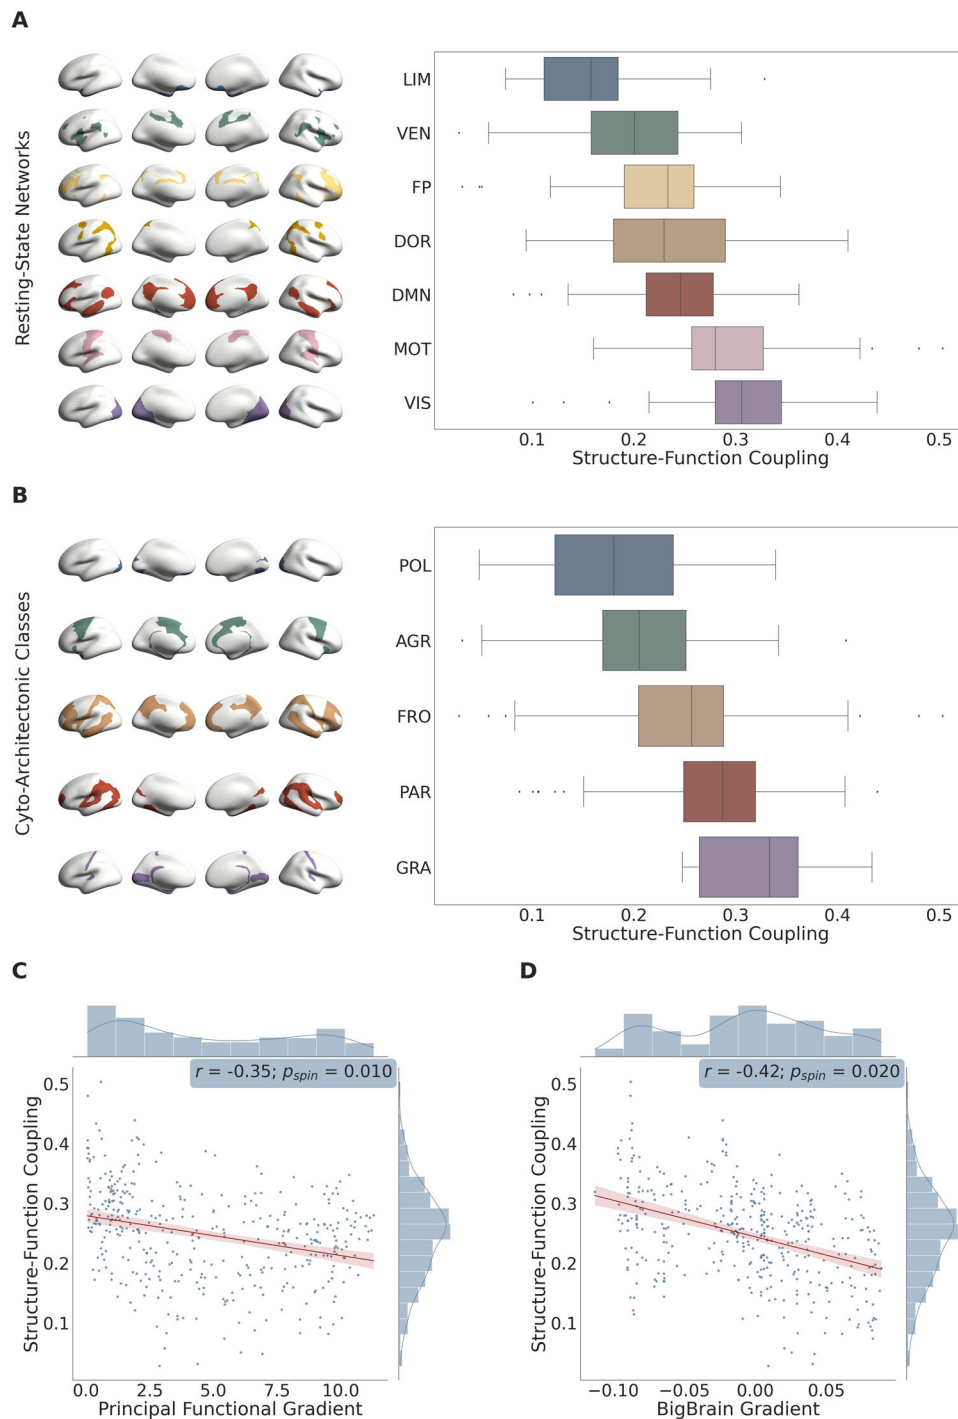 A
Resting-State Networks
LIM
VEN
FP
DOR
DMN
MOT
VIS
0.1 0.2 0.3 0.4 0.5
Structure-Function Coupling
B
Cyto-Architectonic Classes
POL
AGR
FRO
PAR
GRA
0.1 0.2 0.3 0.4 0.5
Structure-Function Coupling
C
r = -0.35; pspin = 0.010
Structure-Function Coupling
0.5
0.4
0.3
0.2
0.1
0.0 2.5 5.0 7.5 10.0
Principal Functional Gradient
D
r = -0.42; pspin = 0.020
Structure-Function Coupling
0.5
0.4
0.3
0.2
0.1
−0.10 −0.05 0.00 0.05
BigBrain Gradient